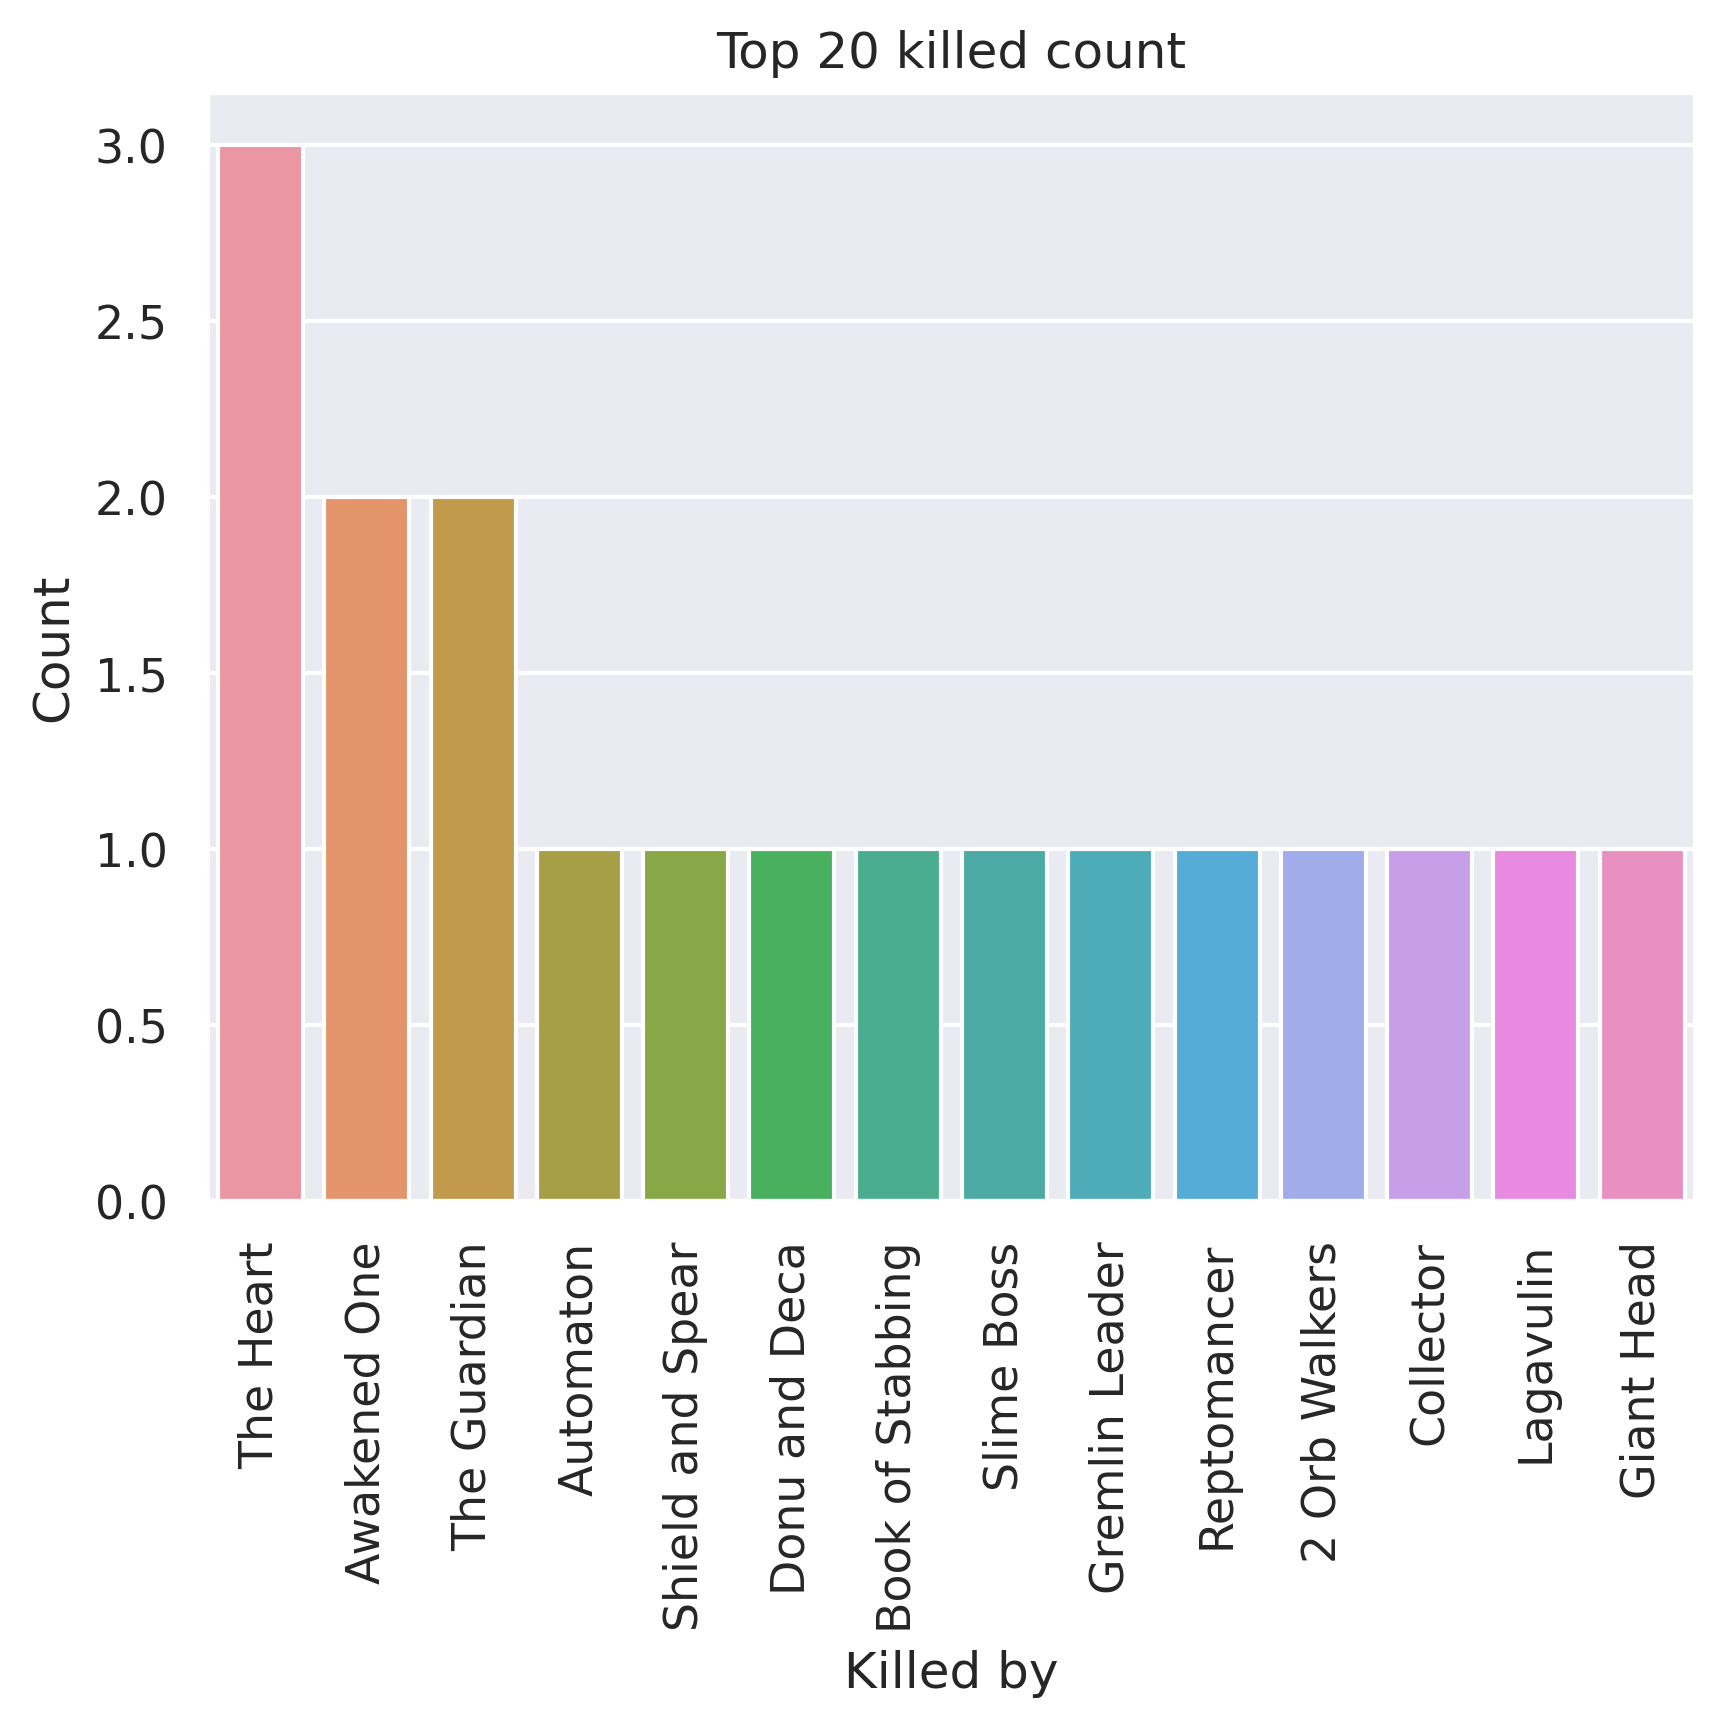 Top 20 killed count
Count
3.0
2.5
2.0
1.5
1.0
0.5
0.0
The Heart
Awakened One
The Guardian
Automaton
Shield and Spear
Donu and Deca
Book of Stabbing
Slime Boss
Gremlin Leader
Reptomancer
2 Orb Walkers
Collector
Lagavulin
Giant Head
Killed by